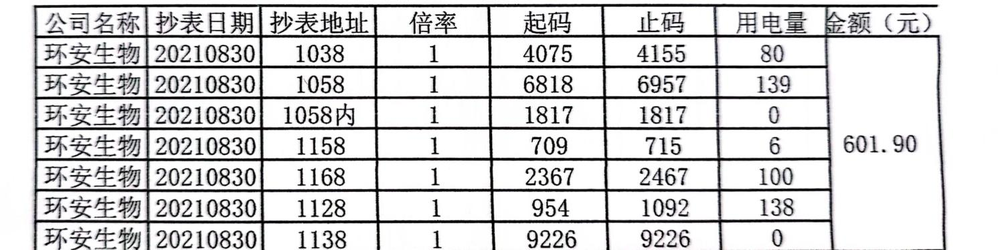 公司名称 抄表日期 抄表地址 倍率 起码 止码 用电量 金额（元）
环安生物 20210830 1038 1 4075 4155 80
环安生物 20210830 1058 1 6818 6957 139
环安生物 20210830 1058内 1 1817 1817 0
环安生物 20210830 1158 1 709 715 6 601.90
环安生物 20210830 1168 1 2367 2467 100
环安生物 20210830 1128 1 954 1092 138
环安生物 20210830 1138 1 9226 9226 0